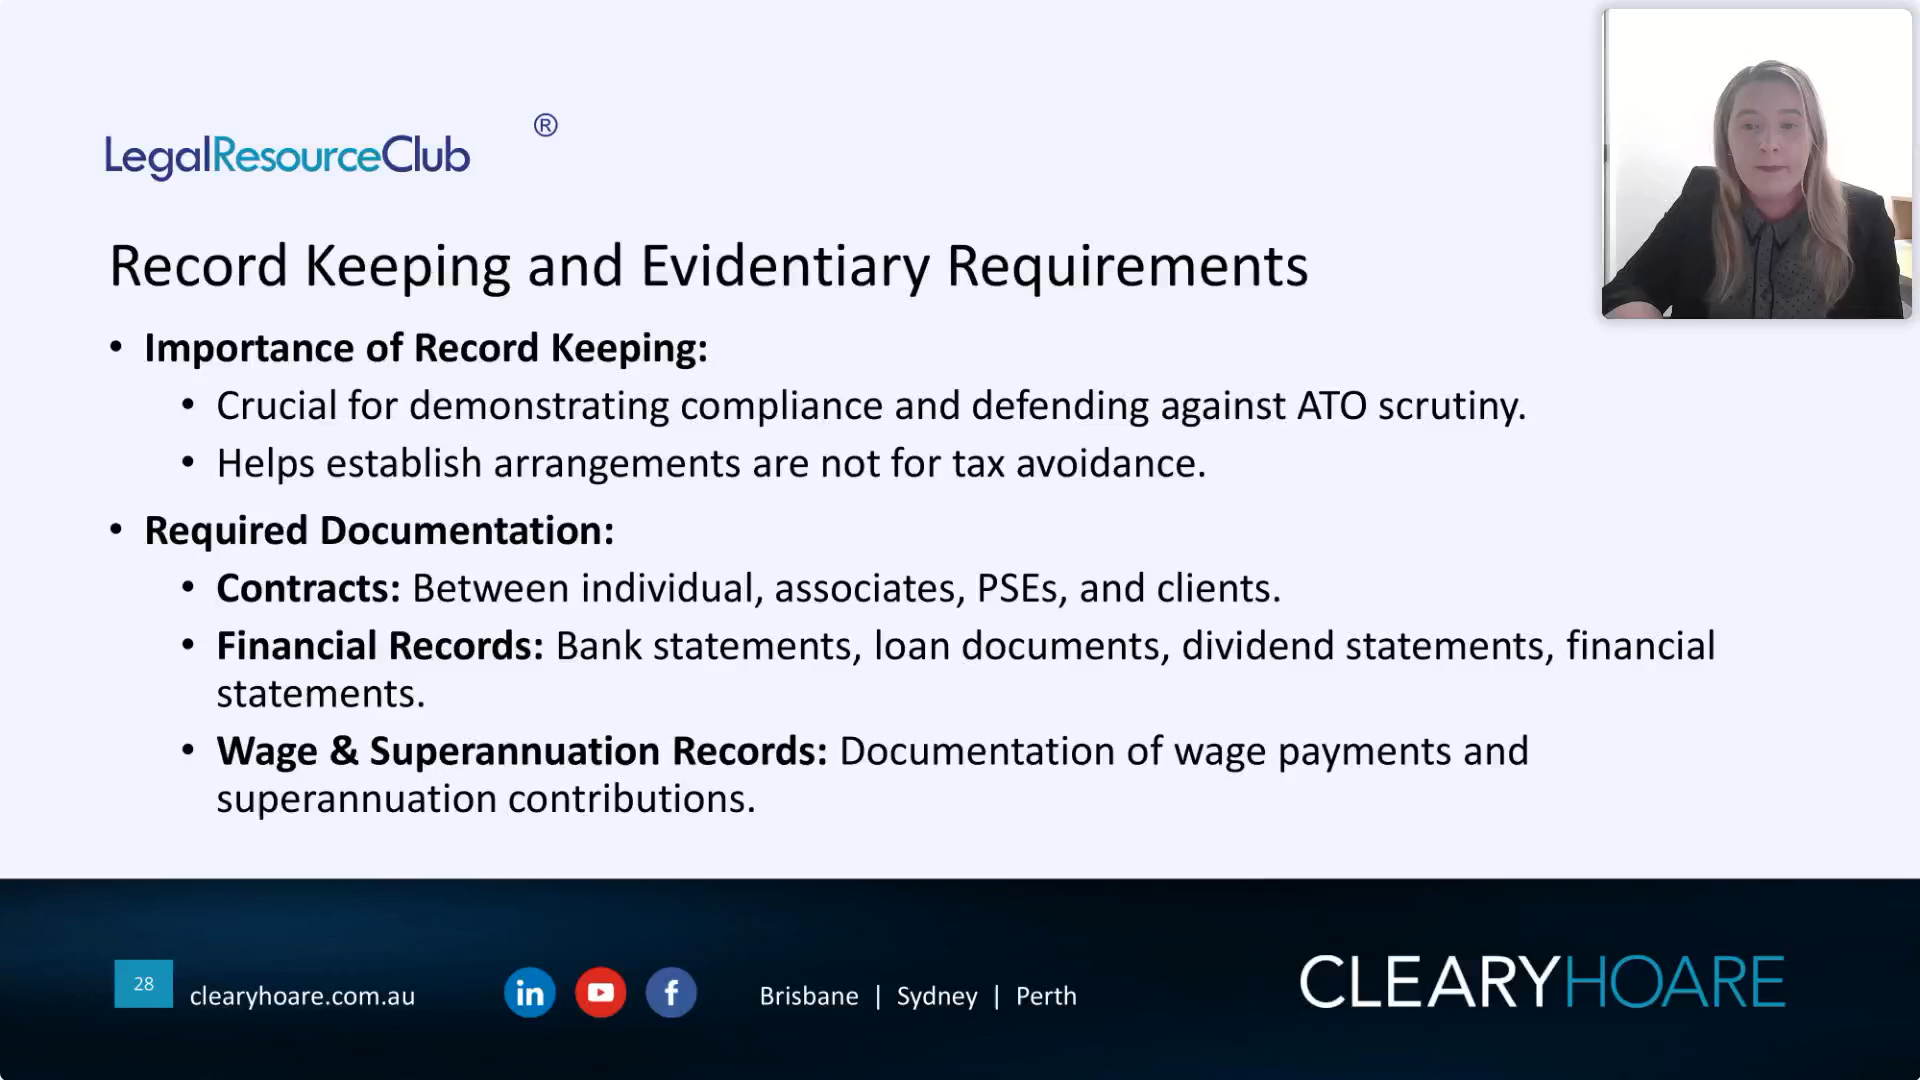 ®
LegalResourceClub
Record Keeping and Evidentiary Requirements
• Importance of Record Keeping:
• Crucial for demonstrating compliance and defending against ATO scrutiny.
• Helps establish arrangements are not for tax avoidance.
• Required Documentation:
• Contracts: Between individual, associates, PSEs, and clients.
• Financial Records: Bank statements, loan documents, dividend statements, financial
statements.
• Wage & Superannuation Records: Documentation of wage payments and
superannuation contributions.
28
clearyhoare.com.au
in
f
Brisbane | Sydney | Perth
CLEARYHOARE